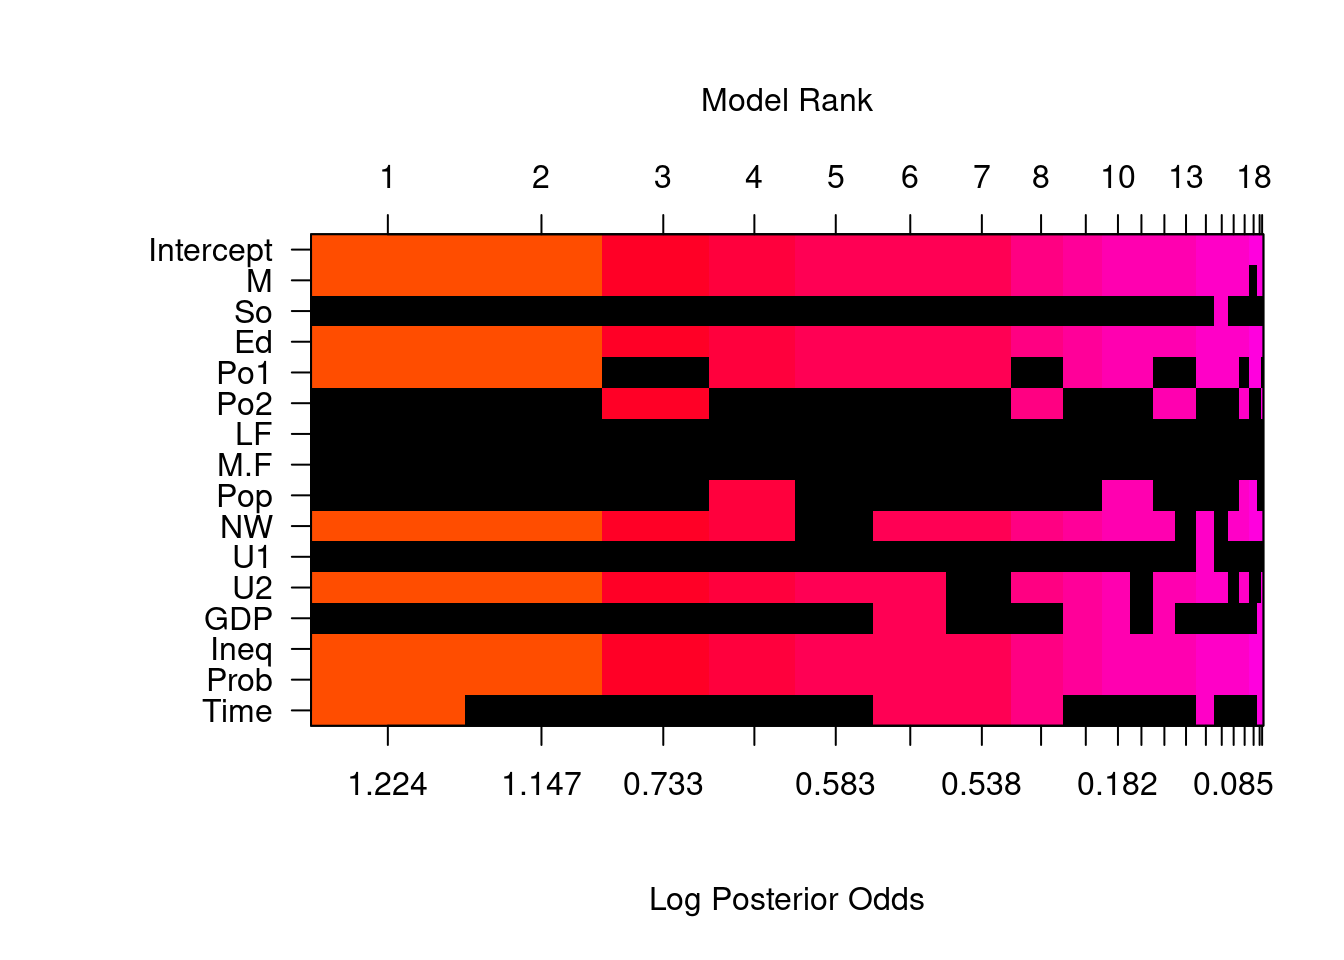 Model Rank
1 2 3 4 5 6 7 8 10 13 18
Intercept
M
So
Ed
Po1
Po2
LF
M.F
Pop
NW
U1
U2
GDP
Ineq
Prob
Time
1.224 1.147 0.733 0.583 0.538 0.182 0.085
Log Posterior Odds